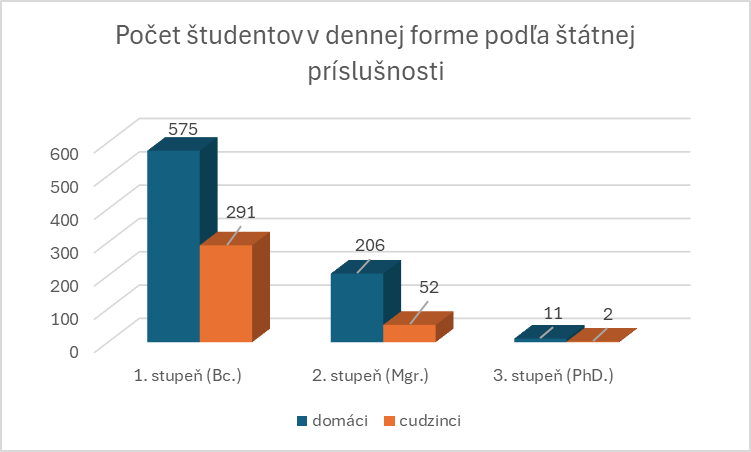 Počet študentov v dennej forme podľa štátnej
príslušnosti
575
291
206
52
11
2
600
500
400
300
200
100
0
1. stupeň (Bc.)
2. stupeň (Mgr.)
3. stupeň (PhD.)
domáci
cudzinci